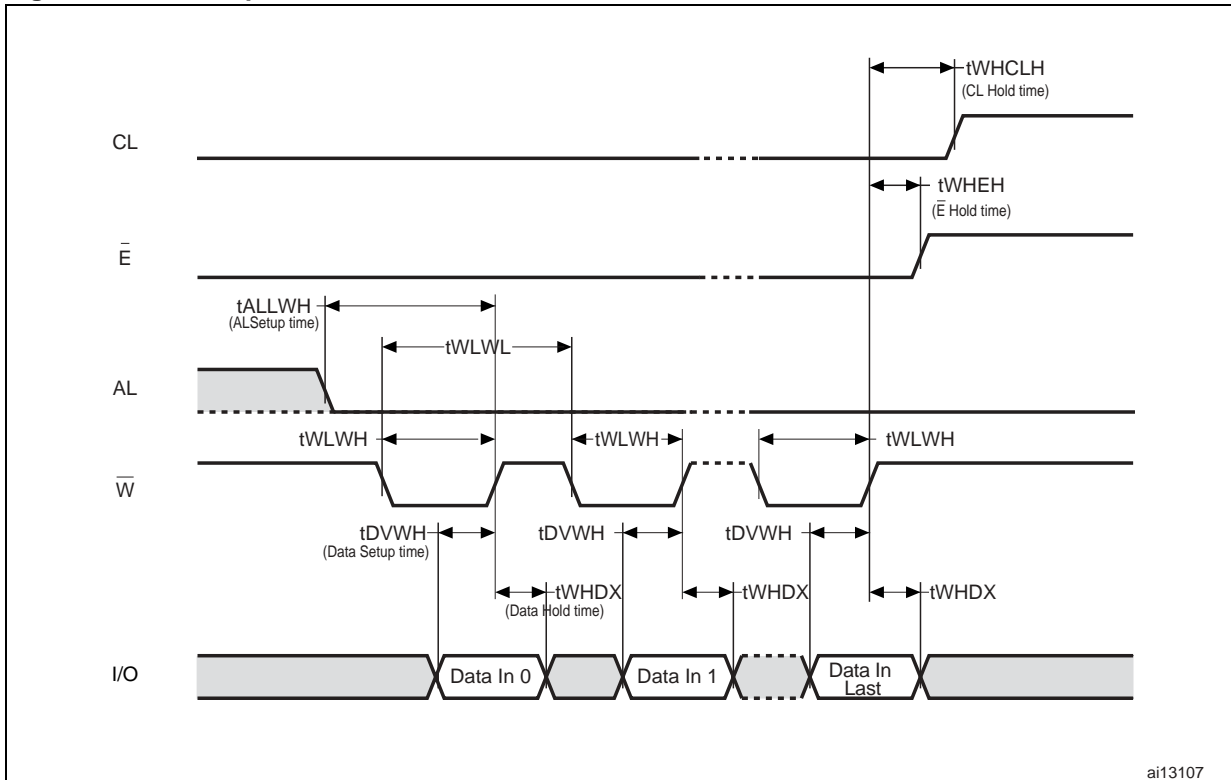 tWHCLH
(CL Hold time)
CL
tWHEH
(E̅ Hold time)
E̅
tALLWH
(ALSetup time)
tWLWL
AL
tWLWH
tWLWH
tWLWH
W̅
tDVWH
(Data Setup time)
tDVWH
tDVWH
tWHDX
(Data Hold time)
tWHDX
tWHDX
I/O
Data In 0
Data In 1
Data In
Last
ai13107